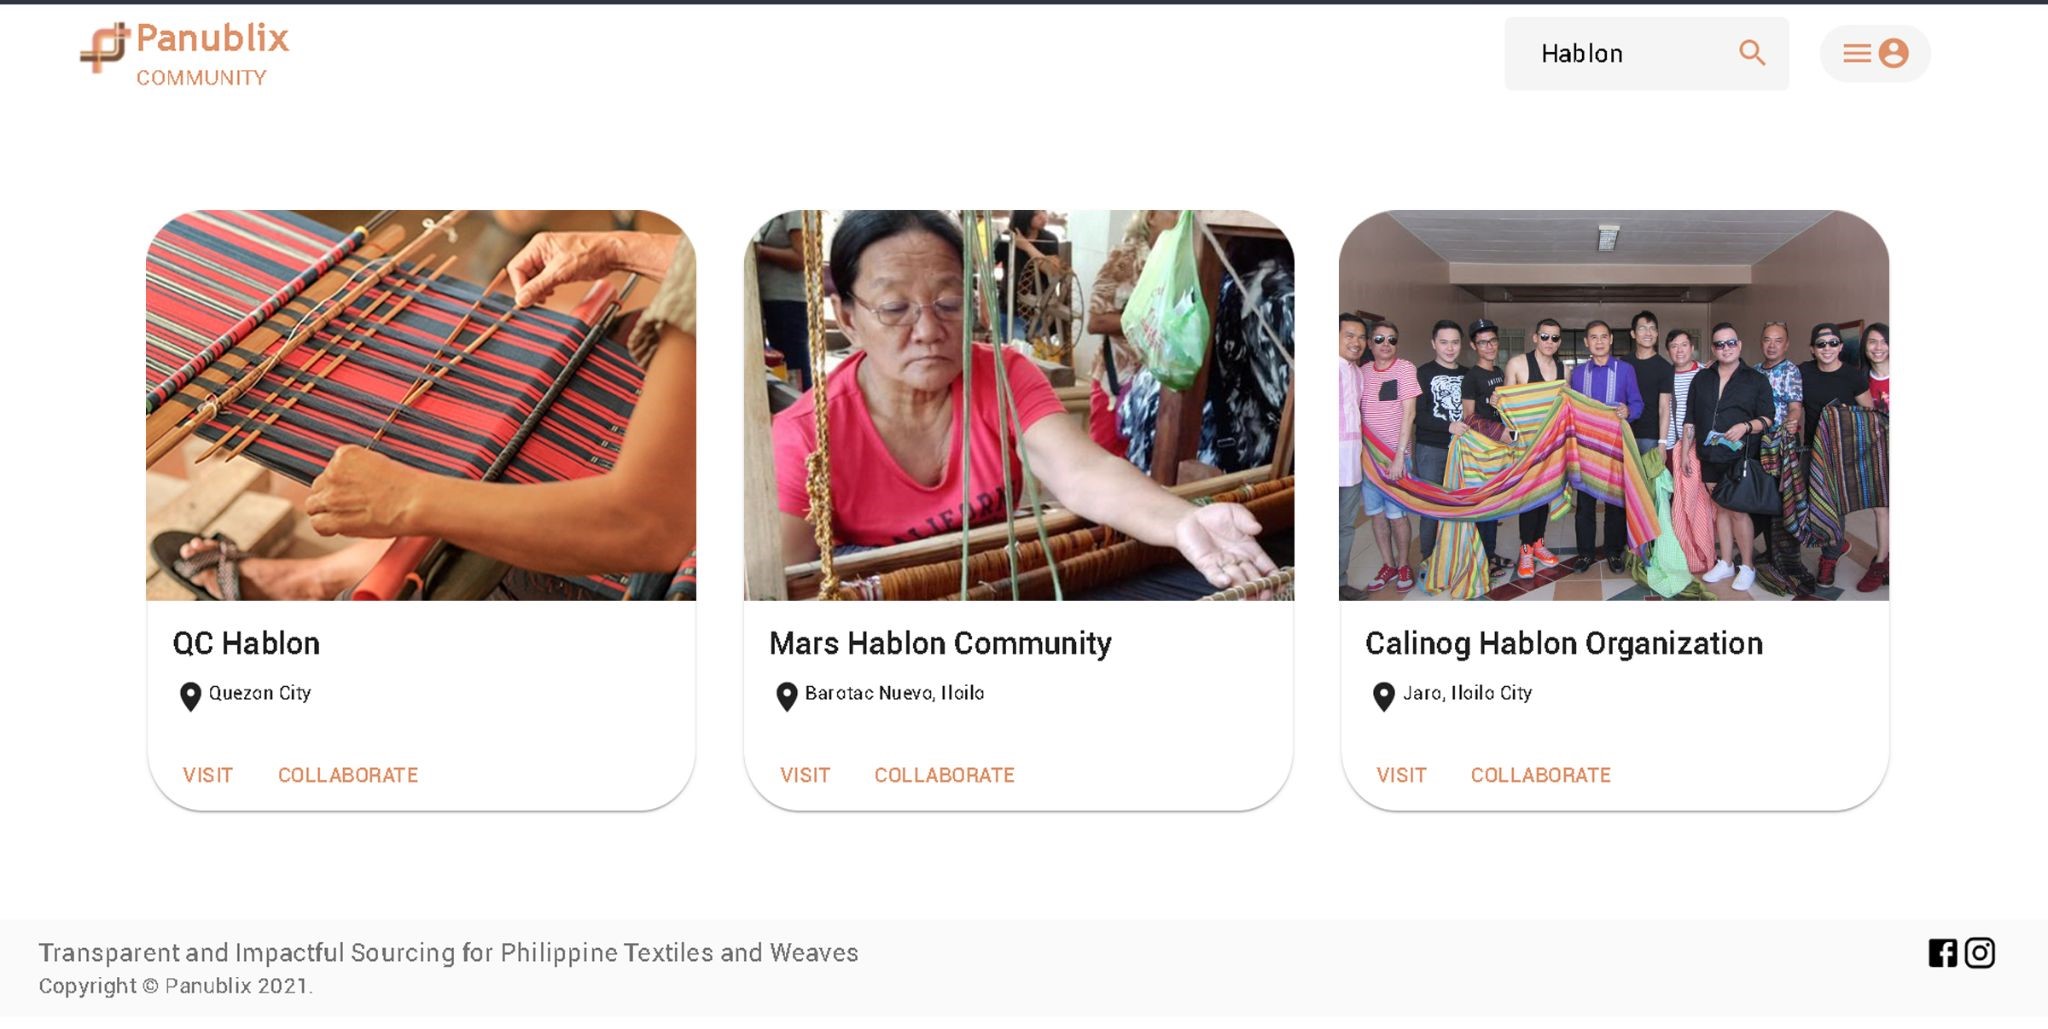 Panublix
COMMUNITY
Hablon
QC Hablon
Quezon City
VISIT COLLABORATE
Mars Hablon Community
Barotac Nuevo, Iloilo
VISIT COLLABORATE
Calinog Hablon Organization
Jaro, Iloilo City
VISIT COLLABORATE
Transparent and Impactful Sourcing for Philippine Textiles and Weaves
Copyright © Panublix 2021.